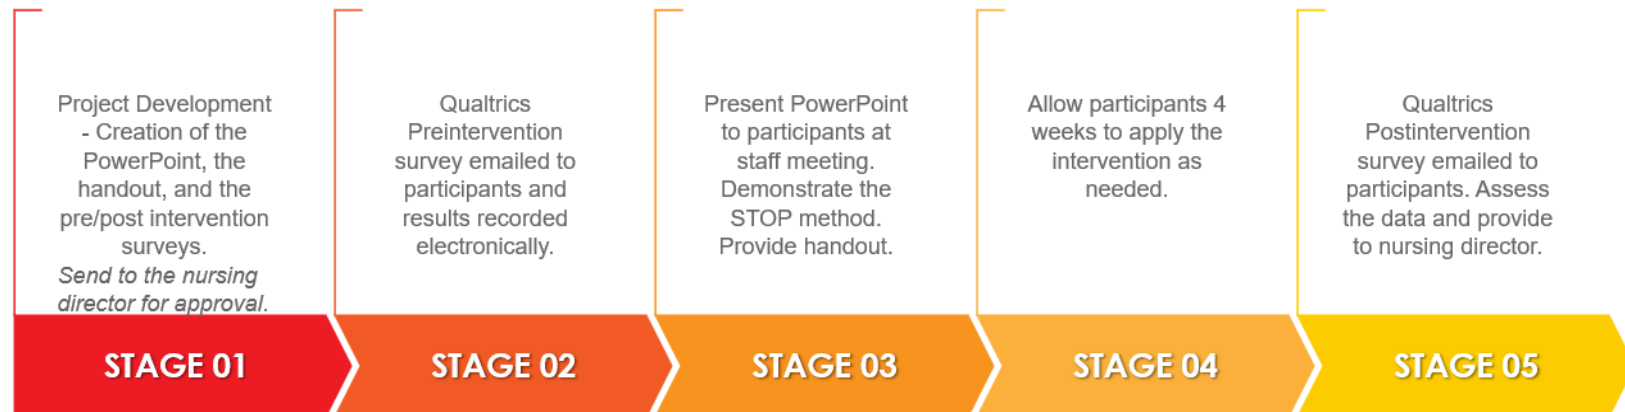 Project Development
- Creation of the
PowerPoint, the
handout, and the
pre/post intervention
surveys.
Send to the nursing
director for approval.
STAGE 01
Qualtrics
Preintervention
survey emailed to
participants and
results recorded
electronically.
STAGE 02
Present PowerPoint
to participants at
staff meeting.
Demonstrate the
STOP method.
Provide handout.
STAGE 03
Allow participants 4
weeks to apply the
intervention as
needed.
STAGE 04
Qualtrics
Postintervention
survey emailed to
participants. Assess
the data and provide
to nursing director.
STAGE 05